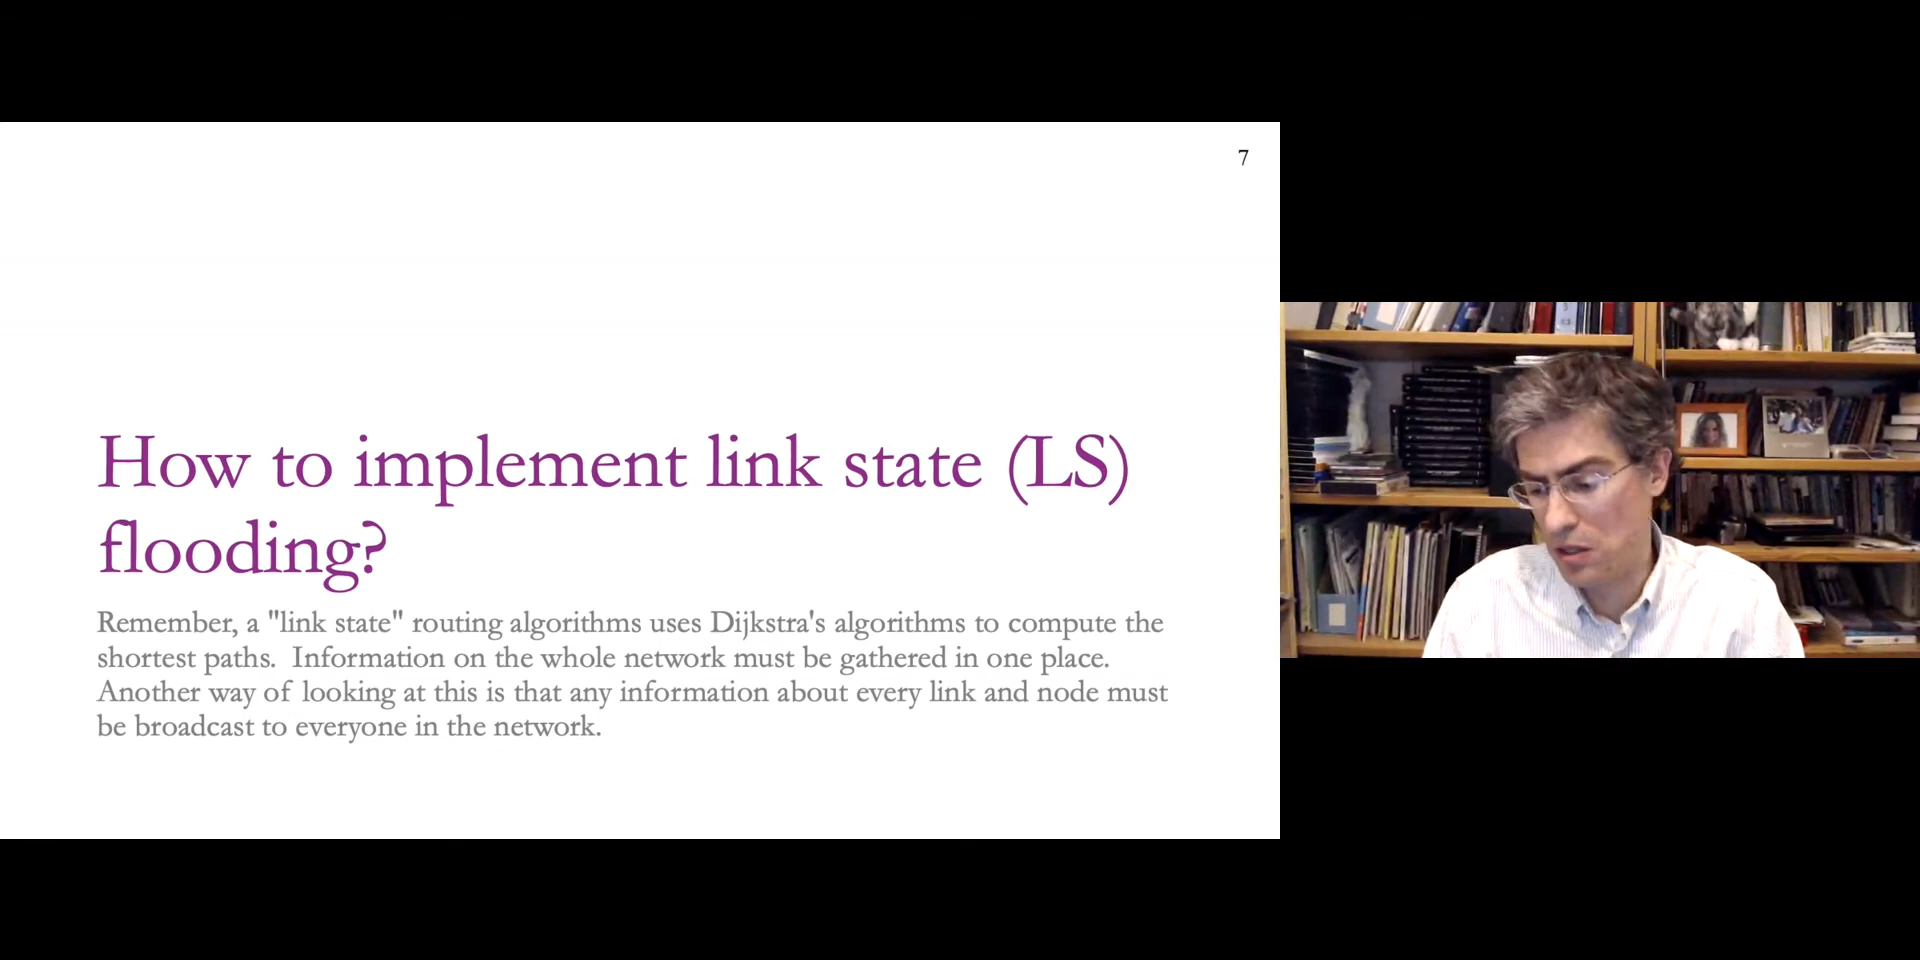 7
How to implement link state (LS)
flooding?
Remember, a "link state" routing algorithms uses Dijkstra's algorithms to compute the
shortest paths.  Information on the whole network must be gathered in one place.
Another way of looking at this is that any information about every link and node must
be broadcast to everyone in the network.